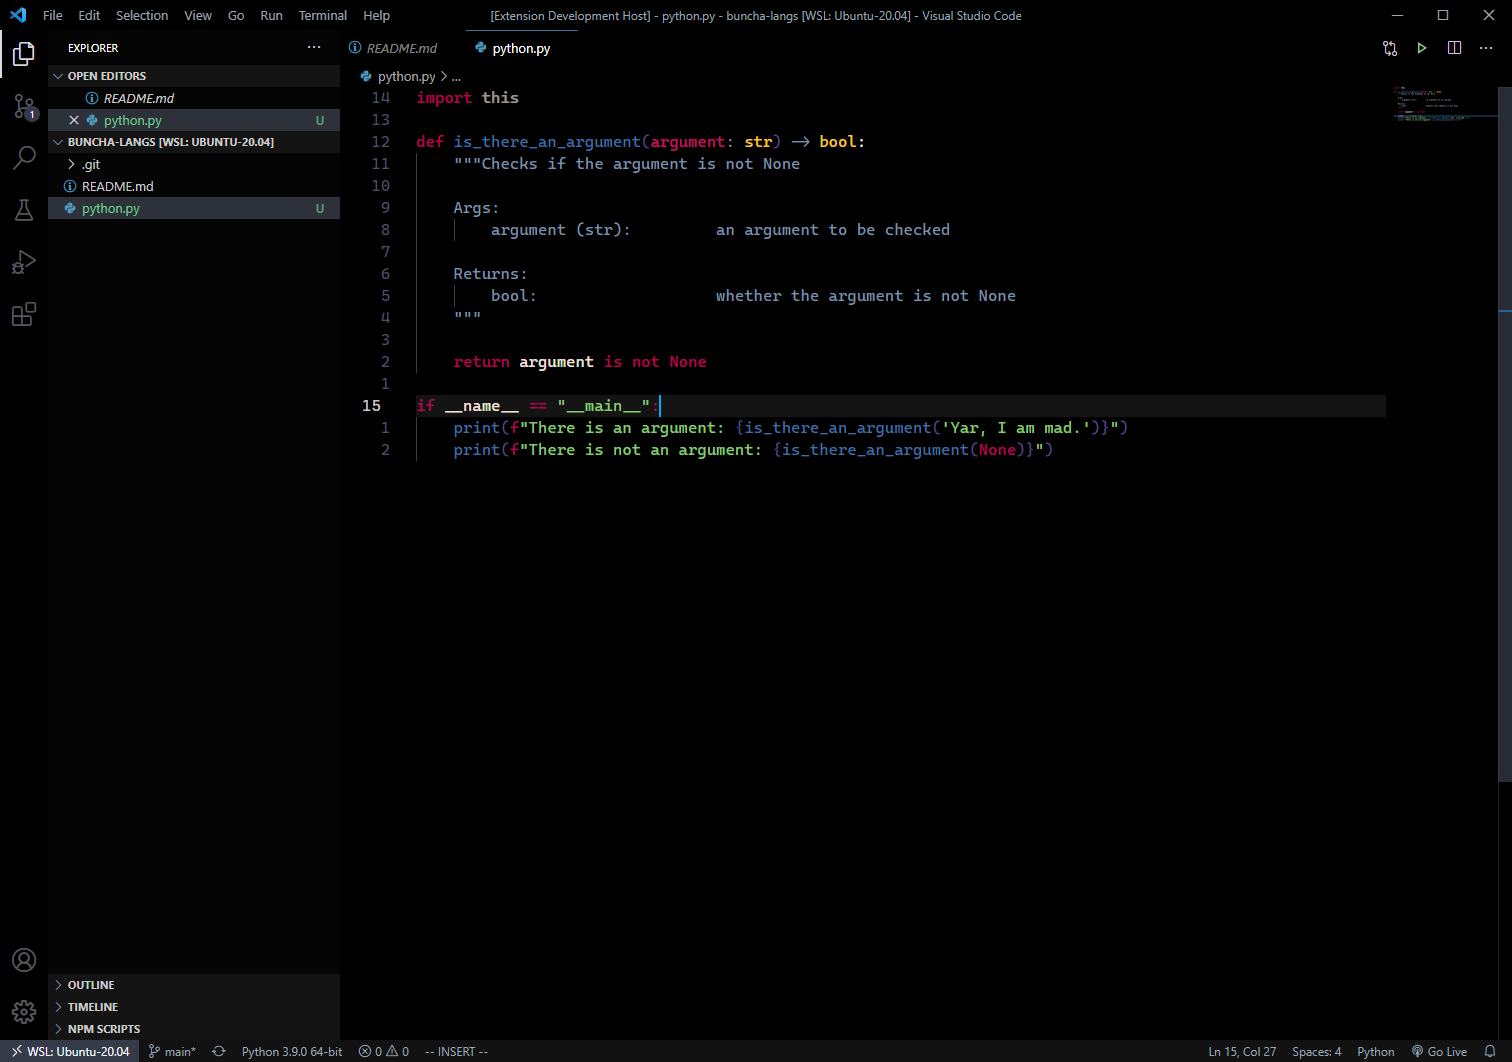 File Edit Selection View Go Run Terminal Help [Extension Development Host] - python.py - buncha-langs [WSL: Ubuntu-20.04] - Visual Studio Code
EXPLORER
OPEN EDITORS
README.md
python.py U
BUNCHA-LANGS [WSL: UBUNTU-20.04]
.git
README.md
python.py U
OUTLINE
TIMELINE
NPM SCRIPTS
1
README.md python.py
python.py > ...
14 import this
13
12 def is_there_an_argument(argument: str) -> bool:
11 """Checks if the argument is not None
10
9 Args:
8 argument (str): an argument to be checked
7
6 Returns:
5 bool: whether the argument is not None
4 """
3
2 return argument is not None
1
15 if __name__ == "__main__":
1 print(f"There is an argument: {is_there_an_argument('Yar, I am mad.')}")
2 print(f"There is not an argument: {is_there_an_argument(None)}")
WSL: Ubuntu-20.04 main* Python 3.9.0 64-bit 0 0 -- INSERT -- Ln 15, Col 27 Spaces: 4 Python Go Live